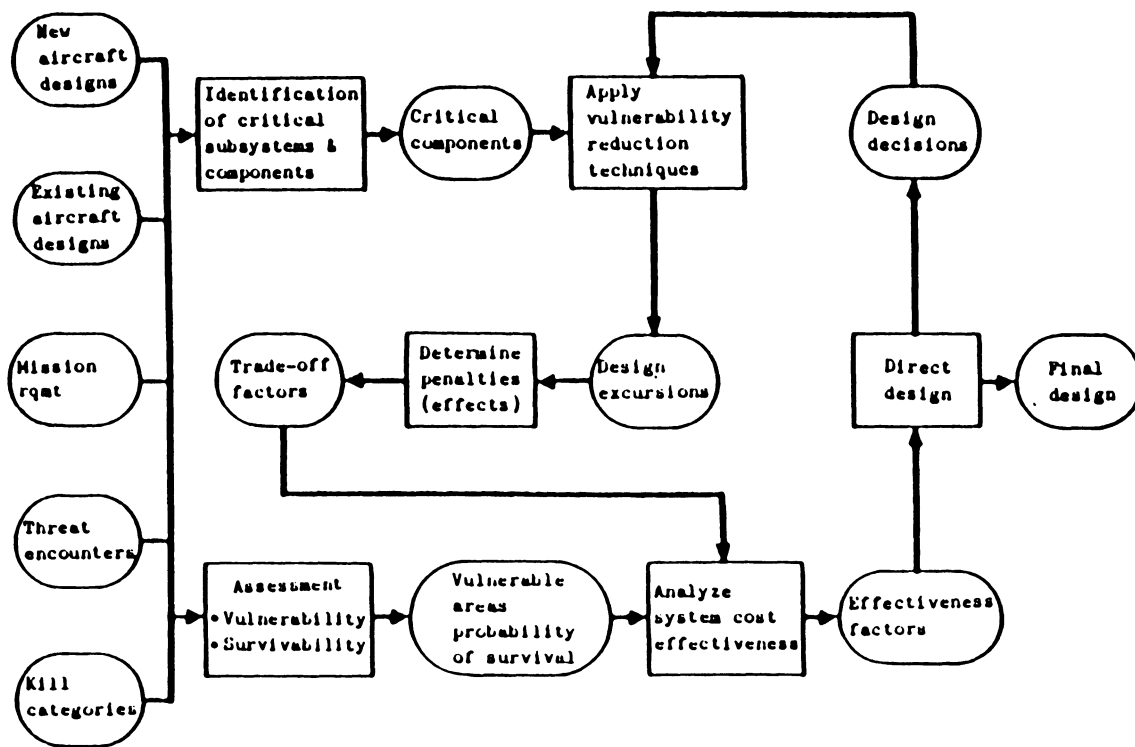 New
aircraft
designs
Identification
of critical
subsystems &
components
Critical
components
Apply
vulnerability
reduction
techniques
Design
decisions
Existing
aircraft
designs
Mission
rqmt
Trade-off
factors
Determine
penalties
(effects)
Design
excursions
Direct
design
Final
design
Threat
encounters
Assessment
• Vulnerability
• Survivability
Vulnerable
areas
probability
of survival
Analyze
system cost
effectiveness
Effectiveness
factors
Kill
categories